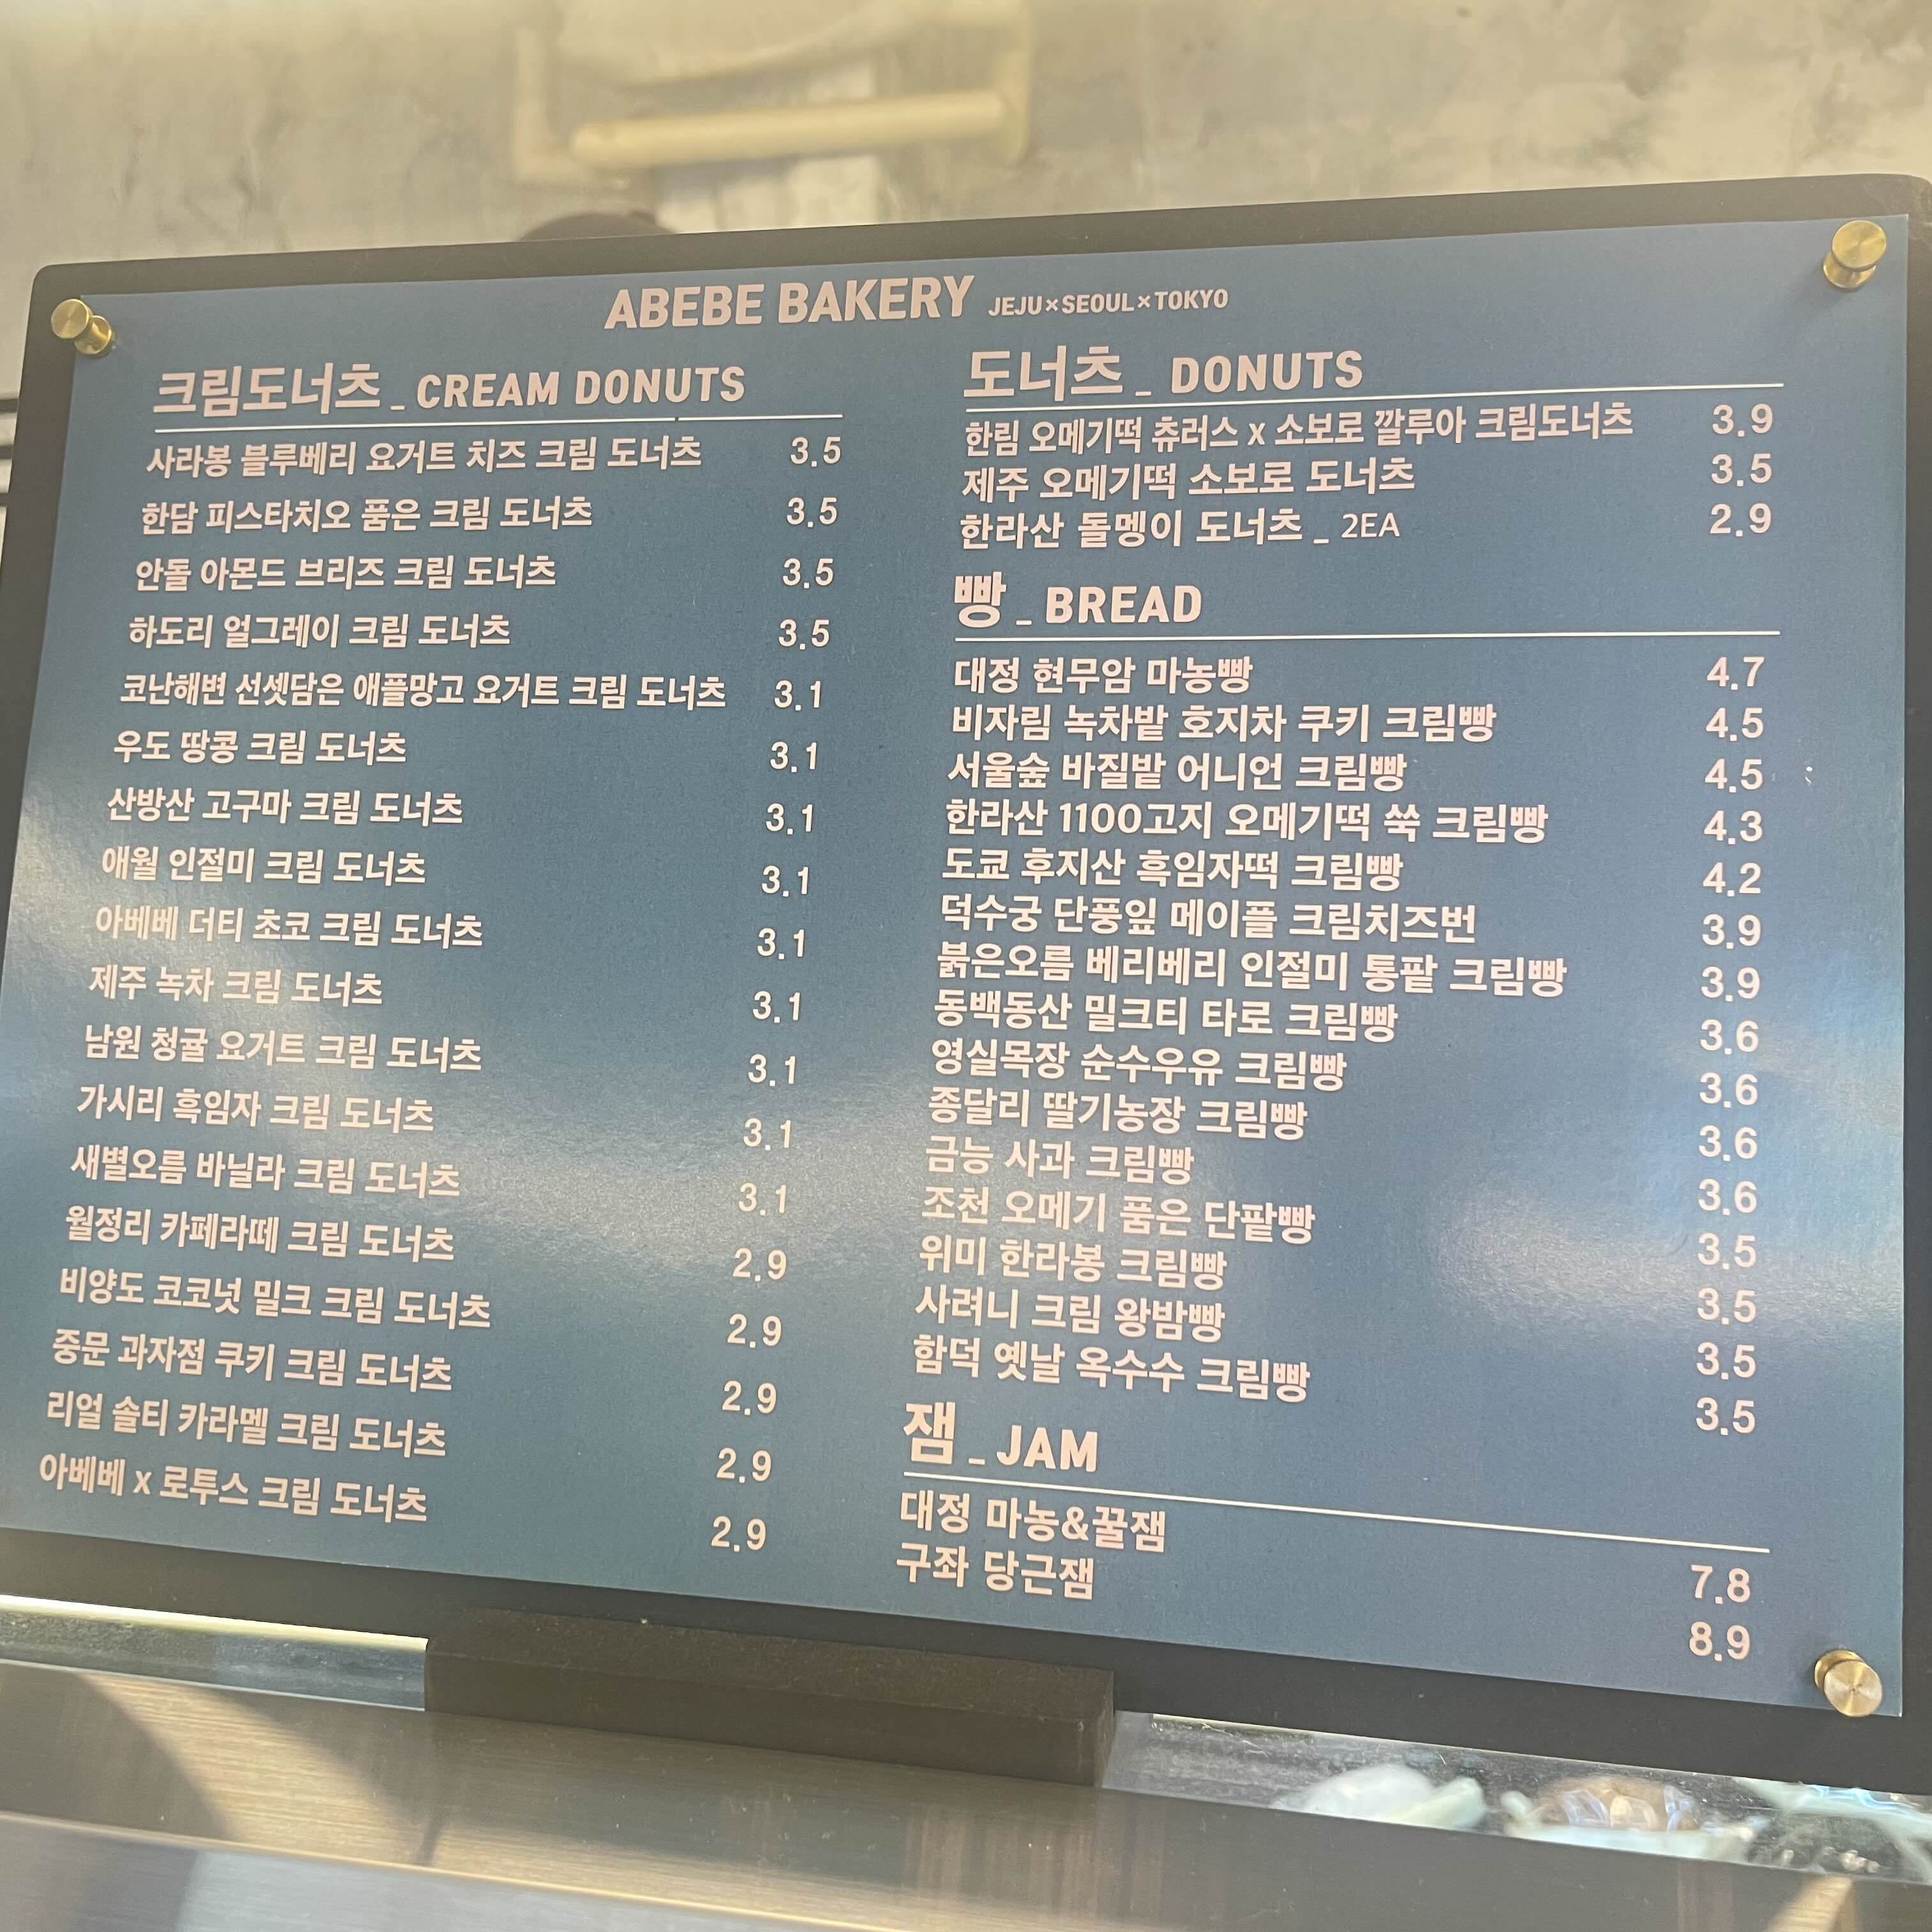 ABEBE BAKERY JEJU×SEOUL×TOKYO
크림도너츠 _ CREAM DONUTS
사라봉 블루베리 요거트 치즈 크림 도너츠 3.5
한담 피스타치오 품은 크림 도너츠 3.5
안돌 아몬드 브리즈 크림 도너츠 3.5
하도리 얼그레이 크림 도너츠 3.5
코난해변 선셋담은 애플망고 요거트 크림 도너츠 3.1
우도 땅콩 크림 도너츠 3.1
산방산 고구마 크림 도너츠 3.1
애월 인절미 크림 도너츠 3.1
아베베 더티 초코 크림 도너츠 3.1
제주 녹차 크림 도너츠 3.1
남원 청귤 요거트 크림 도너츠 3.1
가시리 흑임자 크림 도너츠 3.1
새별오름 바닐라 크림 도너츠 3.1
월정리 카페라떼 크림 도너츠 2.9
비양도 코코넛 밀크 크림 도너츠 2.9
중문 과자점 쿠키 크림 도너츠 2.9
리얼 솔티 카라멜 크림 도너츠 2.9
아베베 x 로투스 크림 도너츠 2.9
도너츠 _ DONUTS
한림 오메기떡 츄러스 x 소보로 깔루아 크림도너츠 3.9
제주 오메기떡 소보로 도너츠 3.5
한라산 돌멩이 도너츠 _ 2EA 2.9
빵 _ BREAD
대정 현무암 마농빵 4.7
비자림 녹차밭 호지차 쿠키 크림빵 4.5
서울숲 바질밭 어니언 크림빵 4.5
한라산 1100고지 오메기떡 쑥 크림빵 4.3
도쿄 후지산 흑임자떡 크림빵 4.2
덕수궁 단풍잎 메이플 크림치즈번 3.9
붉은오름 베리베리 인절미 통팥 크림빵 3.9
동백동산 밀크티 타로 크림빵 3.6
영실목장 순수우유 크림빵 3.6
종달리 딸기농장 크림빵 3.6
금능 사과 크림빵 3.6
조천 오메기 품은 단팥빵 3.5
위미 한라봉 크림빵 3.5
사려니 크림 왕밤빵 3.5
함덕 옛날 옥수수 크림빵 3.5
잼 _ JAM
대정 마농&꿀잼 7.8
구좌 당근잼 8.9